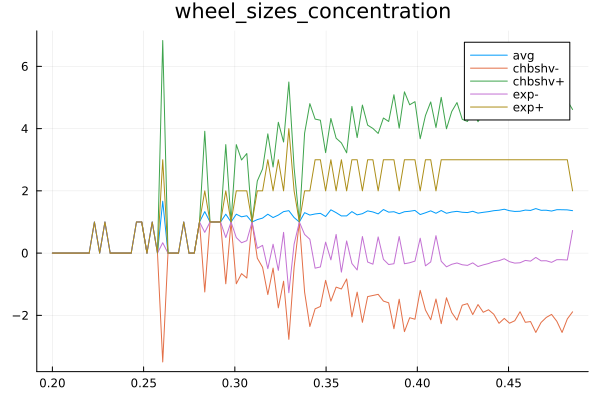 wheel_sizes_concentration
avg
chbshv-
chbshv+
exp-
exp+
6
4
2
0
−2
0.20 0.25 0.30 0.35 0.40 0.45